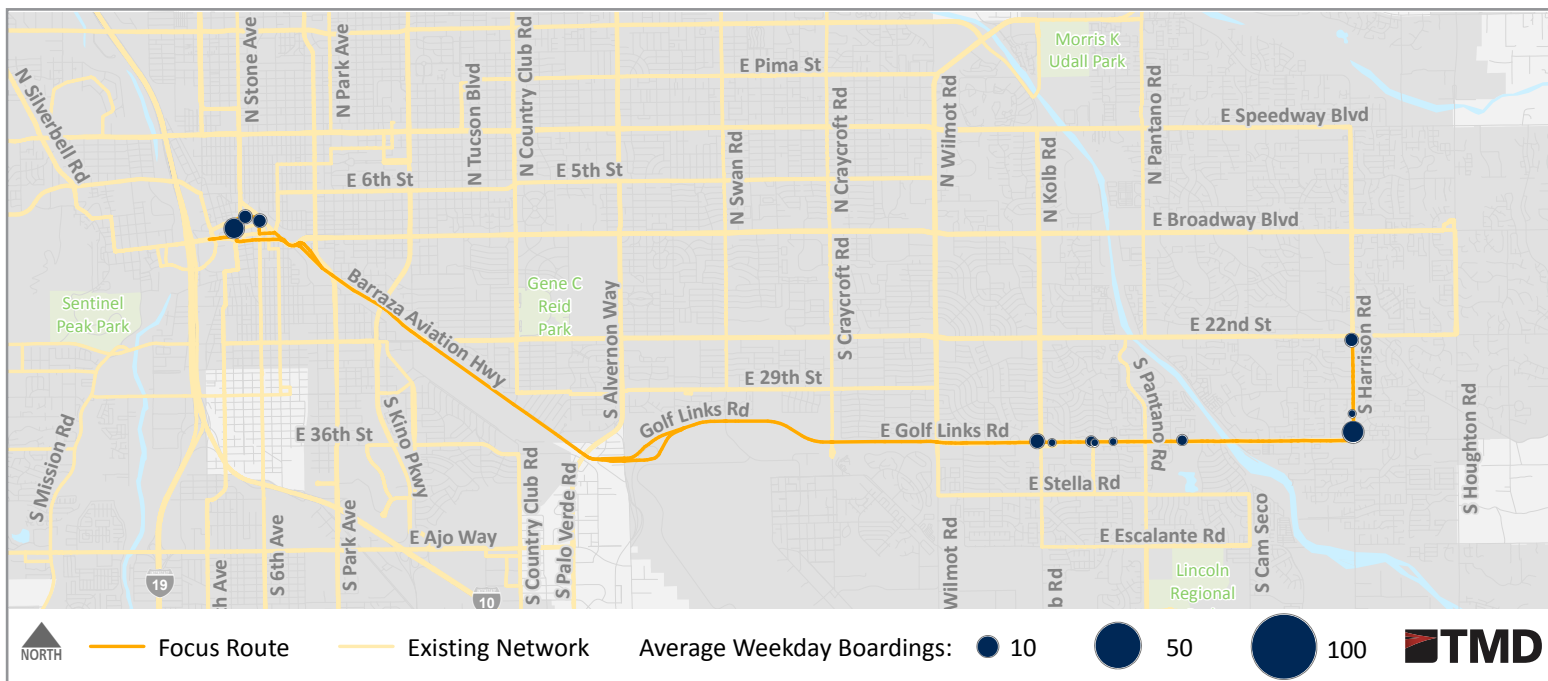 N Silverbell Rd
N Stone Ave
N Park Ave
N Tucson Blvd
N Country Club Rd
E Pima St
Morris K
Udall Park
N Swan Rd
N Craycroft Rd
N Wilmot Rd
N Kolb Rd
N Pantano Rd
E Speedway Blvd
E 6th St
E 5th St
E Broadway Blvd
Sentinel
Peak Park
Barraza Aviation Hwy
Gene C
Reid
Park
S Alvernon Way
S Craycroft Rd
E 22nd St
S Harrison Rd
E 29th St
S Pantano Rd
S Houghton Rd
S Mission Rd
E 36th St
S Kino Pkwy
Golf Links Rd
E Golf Links Rd
E Stella Rd
S 6th Ave
S Park Ave
E Ajo Way
S Country Club Rd
S Palo Verde Rd
E Escalante Rd
S Cam Seco
Lincoln
Regional
19
th Ave
10
Wilmot Rd
b Rd
NORTH
Focus Route
Existing Network
Average Weekday Boardings:
10
50
100
TMD